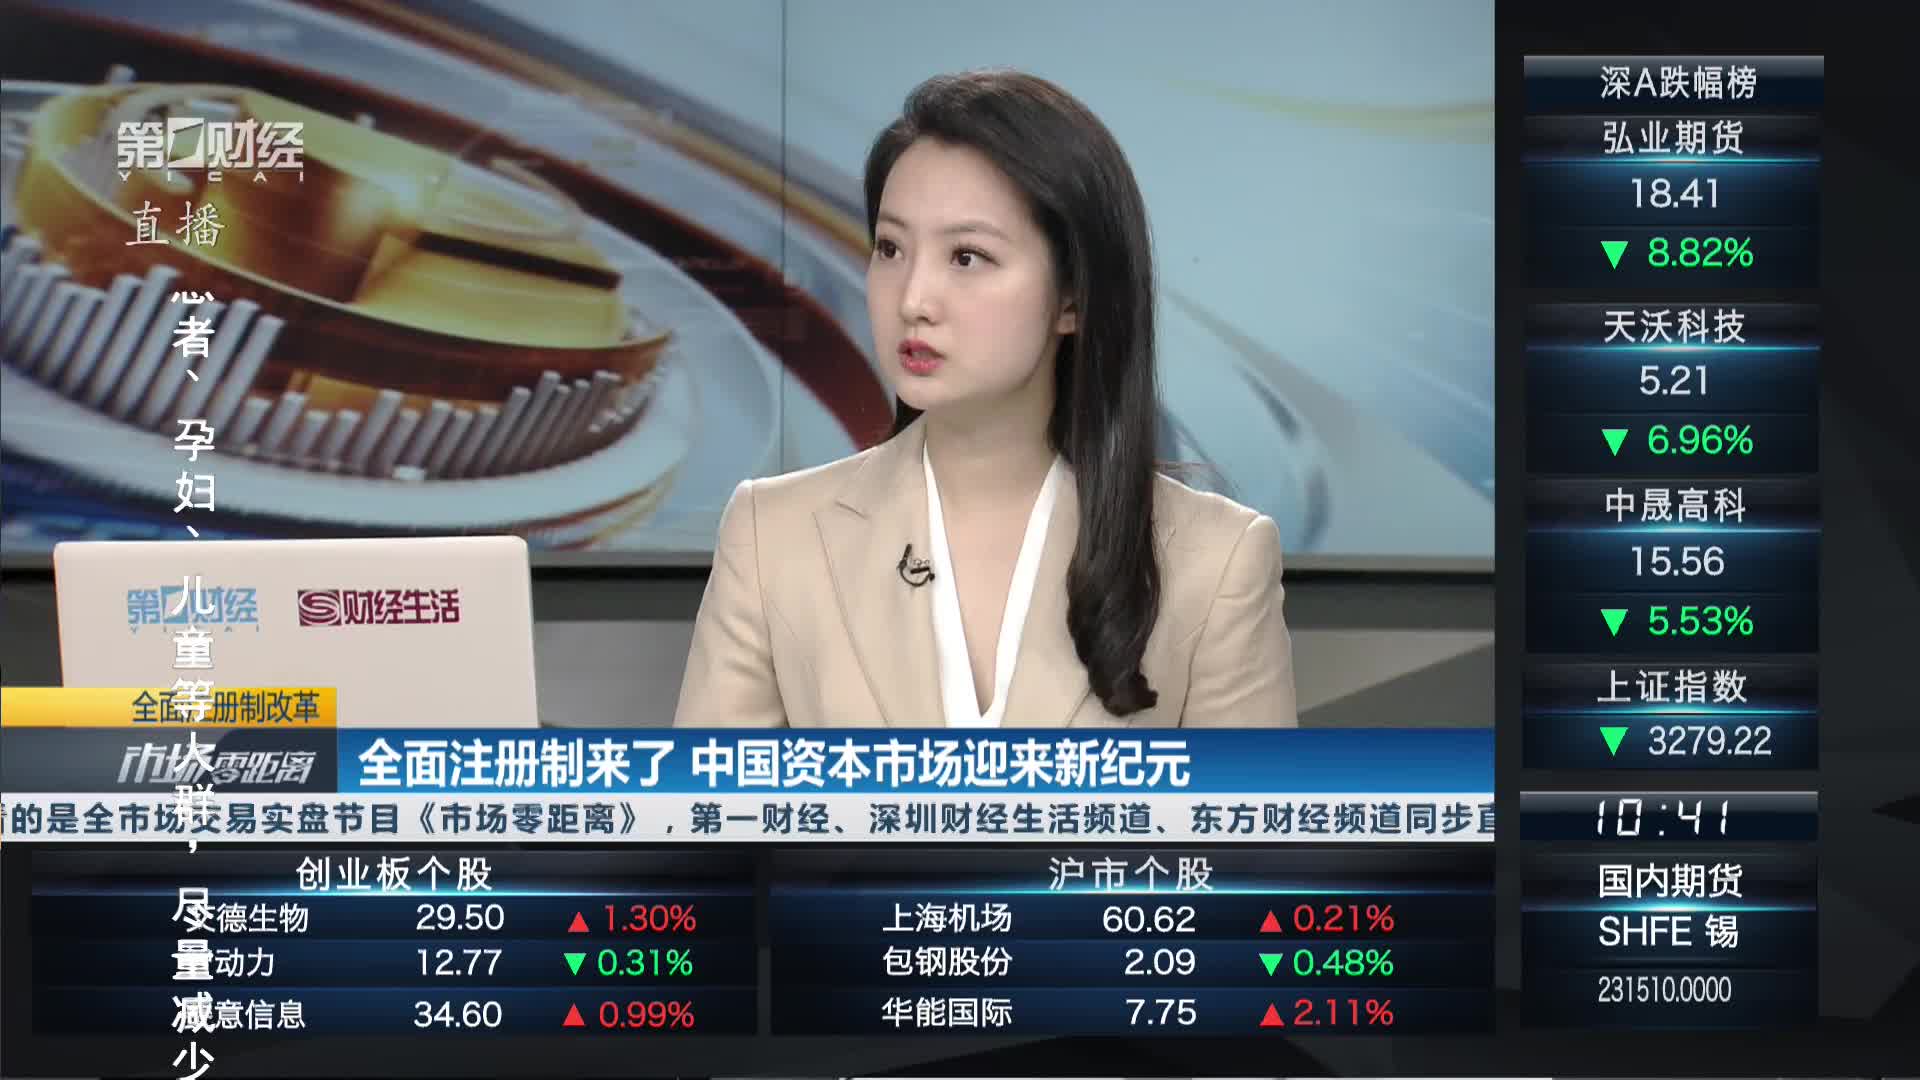 第一财经
YICAI
直播
者、孕妇、儿童等人群，尽量减少
第一财经
YICAI
财经生活
全面注册制改革
市场零距离
全面注册制来了 中国资本市场迎来新纪元
的是全市场交易实盘节目《市场零距离》，第一财经、深圳财经生活频道、东方财经频道同步
创业板个股
德生物 29.50 ▲ 1.30%
动力 12.77 ▼ 0.31%
意信息 34.60 ▲ 0.99%
沪市个股
上海机场 60.62 ▲ 0.21%
包钢股份 2.09 ▼ 0.48%
华能国际 7.75 ▲ 2.11%
深A跌幅榜
弘业期货
18.41
▼ 8.82%
天沃科技
5.21
▼ 6.96%
中晟高科
15.56
▼ 5.53%
上证指数
▼ 3279.22
10:41
国内期货
SHFE 锡
231510.0000